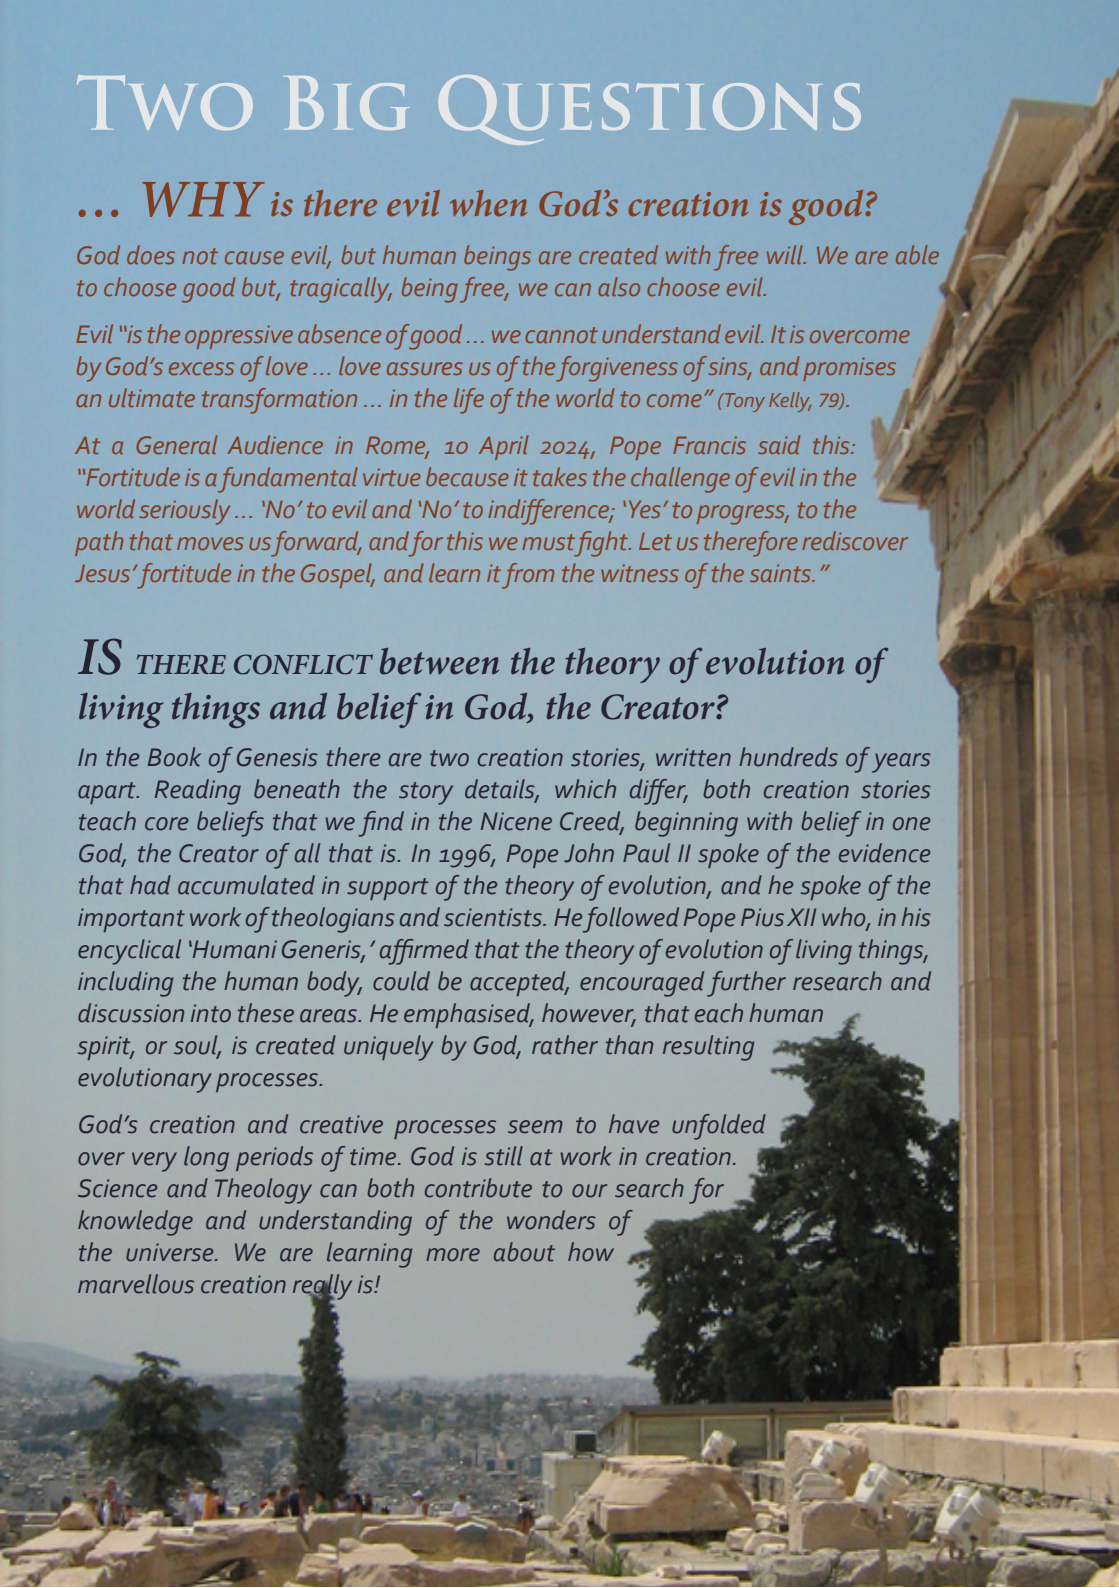 Two Big Questions
… WHY is there evil when God’s creation is good?
God does not cause evil, but human beings are created with free will. We are able
to choose good but, tragically, being free, we can also choose evil.
Evil “is the oppressive absence of good … we cannot understand evil. It is overcome
by God’s excess of love … love assures us of the forgiveness of sins, and promises
an ultimate transformation … in the life of the world to come” (Tony Kelly, 79).
At a General Audience in Rome, 10 April 2024, Pope Francis said this:
“Fortitude is a fundamental virtue because it takes the challenge of evil in the
world seriously … ‘No’ to evil and ‘No’ to indifference; ‘Yes’ to progress, to the
path that moves us forward, and for this we must fight. Let us therefore rediscover
Jesus’ fortitude in the Gospel, and learn it from the witness of the saints.”
IS THERE CONFLICT between the theory of evolution of
living things and belief in God, the Creator?
In the Book of Genesis there are two creation stories, written hundreds of years
apart. Reading beneath the story details, which differ, both creation stories
teach core beliefs that we find in the Nicene Creed, beginning with belief in one
God, the Creator of all that is. In 1996, Pope John Paul II spoke of the evidence
that had accumulated in support of the theory of evolution, and he spoke of the
important work of theologians and scientists. He followed Pope Pius XII who, in his
encyclical ‘Humani Generis,’ affirmed that the theory of evolution of living things,
including the human body, could be accepted, encouraged further research and
discussion into these areas. He emphasised, however, that each human
spirit, or soul, is created uniquely by God, rather than resulting
evolutionary processes.
God’s creation and creative processes seem to have unfolded
over very long periods of time. God is still at work in creation.
Science and Theology can both contribute to our search for
knowledge and understanding of the wonders of
the universe. We are learning more about how
marvellous creation really is!